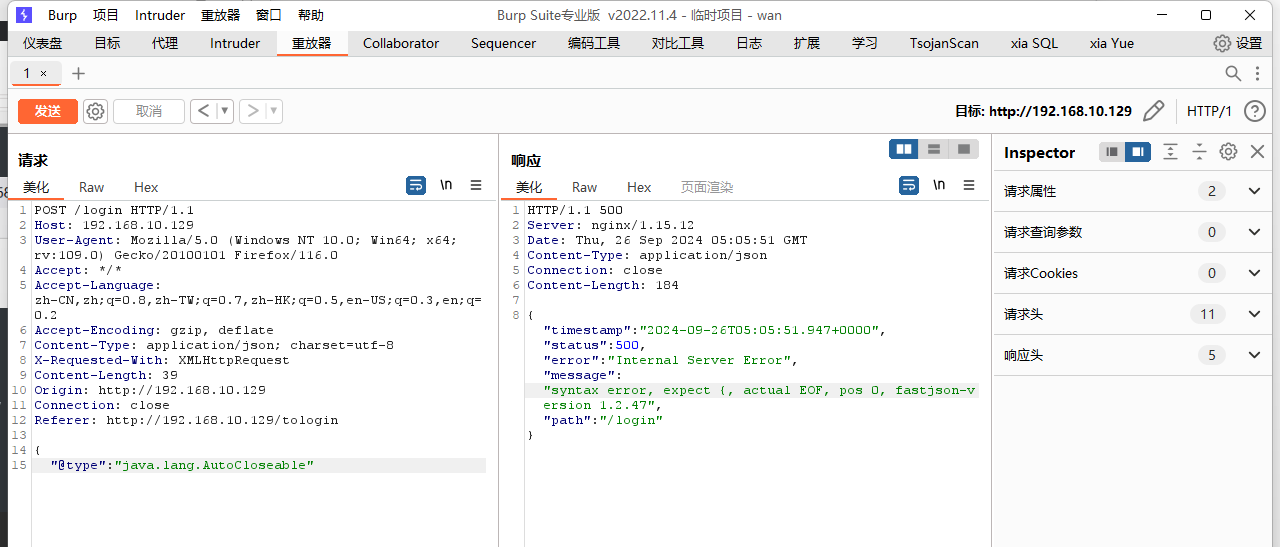 Burp 项目 Intruder 重放器 窗口 帮助 Burp Suite专业版 v2022.11.4 - 临时项目 - wan
仪表盘 目标 代理 Intruder 重放器 Collaborator Sequencer 编码工具 对比工具 日志 扩展 学习 TsojanScan xia SQL xia Yue 设置
1 ×
发送 取消 < > 目标: http://192.168.10.129 HTTP/1
请求
美化 Raw Hex \n
1 POST /login HTTP/1.1
2 Host: 192.168.10.129
3 User-Agent: Mozilla/5.0 (Windows NT 10.0; Win64; x64;
rv:109.0) Gecko/20100101 Firefox/116.0
4 Accept: */*
5 Accept-Language:
zh-CN,zh;q=0.8,zh-TW;q=0.7,zh-HK;q=0.5,en-US;q=0.3,en;q=
0.2
6 Accept-Encoding: gzip, deflate
7 Content-Type: application/json; charset=utf-8
8 X-Requested-With: XMLHttpRequest
9 Content-Length: 39
10 Origin: http://192.168.10.129
11 Connection: close
12 Referer: http://192.168.10.129/tologin
13
14 {
15 "@type":"java.lang.AutoCloseable"
响应
美化 Raw Hex 页面渲染 \n
1 HTTP/1.1 500
2 Server: nginx/1.15.12
3 Date: Thu, 26 Sep 2024 05:05:51 GMT
4 Content-Type: application/json
5 Connection: close
6 Content-Length: 184
7
8 {
"timestamp":"2024-09-26T05:05:51.947+0000",
"status":500,
"error":"Internal Server Error",
"message":
"syntax error, expect {, actual EOF, pos 0, fastjson-v
ersion 1.2.47",
"path":"/login"
}
Inspector
请求属性 2
请求查询参数 0
请求Cookies 0
请求头 11
响应头 5